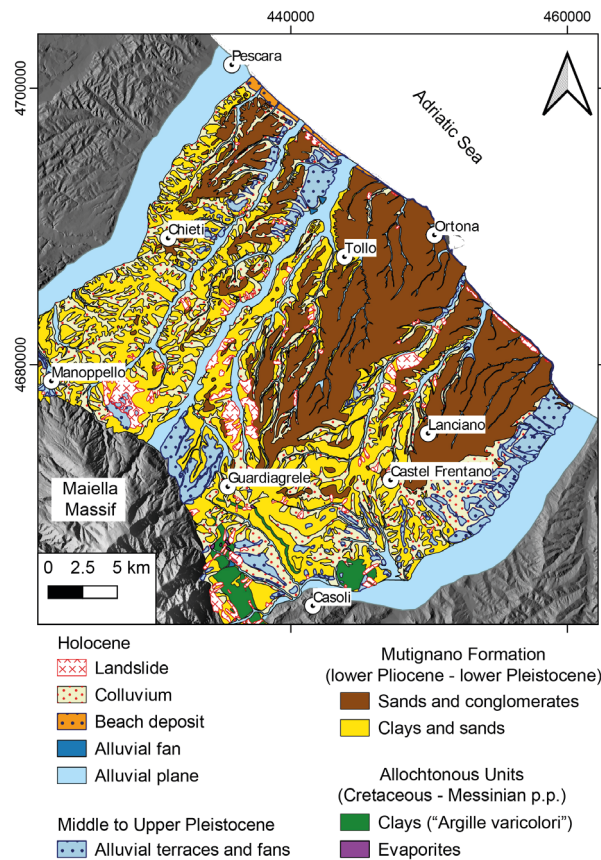 440000
460000
4700000
4680000
Pescara
Adriatic Sea
Chieti
Ortona
Tollo
Manoppello
Lanciano
Castel Frentano
Guardiagrele
Maiella
Massif
0 2.5 5 km
Casoli
Holocene
Landslide
Colluvium
Beach deposit
Alluvial fan
Alluvial plane
Middle to Upper Pleistocene
Alluvial terraces and fans
Mutignano Formation
(lower Pliocene - lower Pleistocene)
Sands and conglomerates
Clays and sands
Allochtonous Units
(Cretaceous - Messinian p.p.)
Clays (“Argille varicolori”)
Evaporites